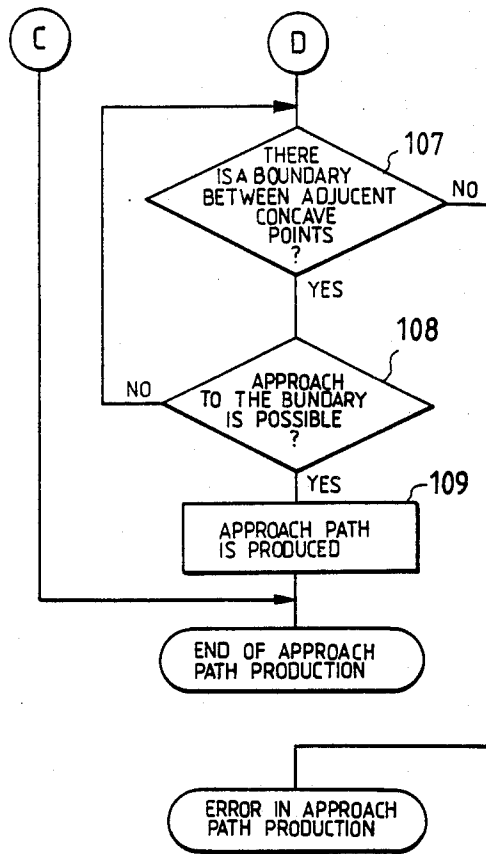 C
D
107
THERE
IS A BOUNDARY
BETWEEN ADJUCENT
CONCAVE
POINTS
?
NO
YES
108
NO
APPROACH
TO THE BUNDARY
IS POSSIBLE
?
YES
109
APPROACH PATH
IS PRODUCED
END OF APPROACH
PATH PRODUCTION
ERROR IN APPROACH
PATH PRODUCTION